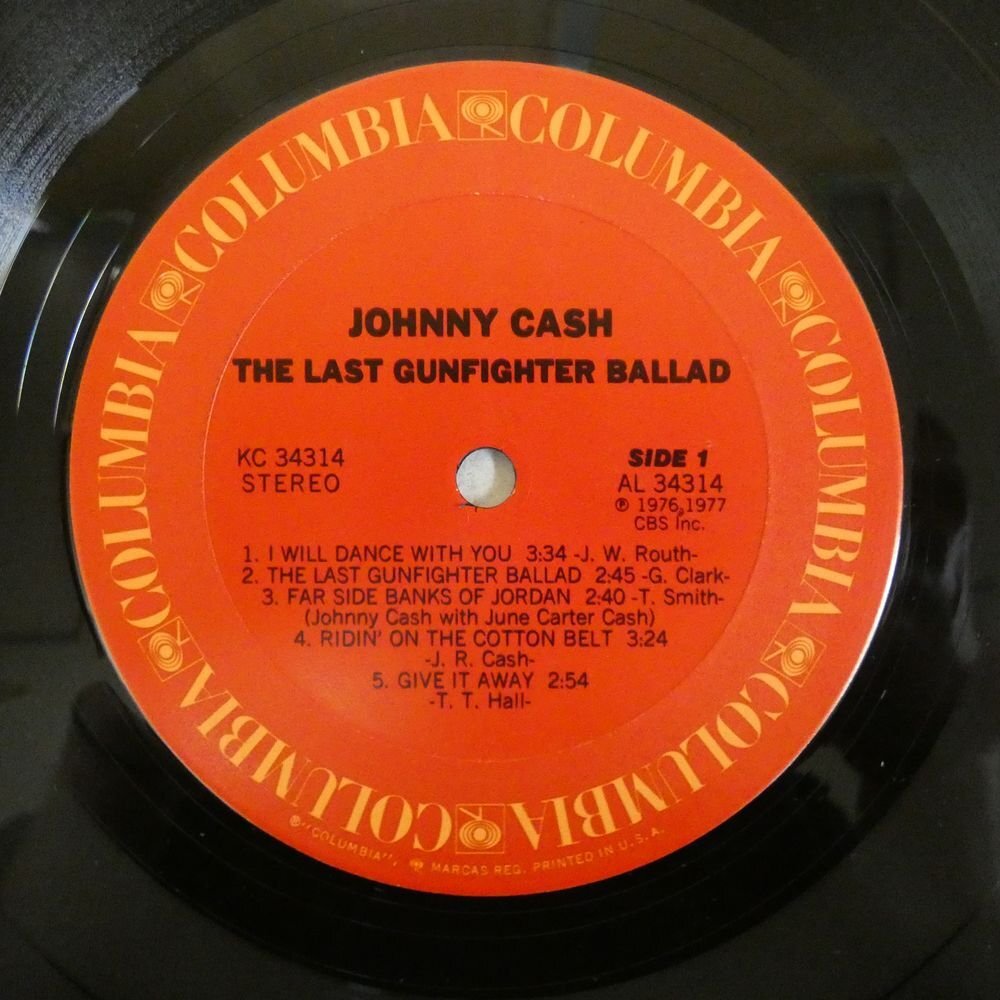 COLUMBIA COLUMBIA COLUMBIA COLUMBIA COLUMBIA COLUMBIA
JOHNNY CASH
THE LAST GUNFIGHTER BALLAD
KC 34314
STEREO
SIDE 1
AL 34314
℗ 1976,1977
CBS Inc.
1. I WILL DANCE WITH YOU 3:34 -J. W. Routh-
2. THE LAST GUNFIGHTER BALLAD 2:45 -G. Clark-
3. FAR SIDE BANKS OF JORDAN 2:40 -T. Smith-
(Johnny Cash with June Carter Cash)
4. RIDIN' ON THE COTTON BELT 3:24
-J. R. Cash-
5. GIVE IT AWAY 2:54
-T. T. Hall-
®"COLUMBIA", MARCAS REG. PRINTED IN U.S.A.